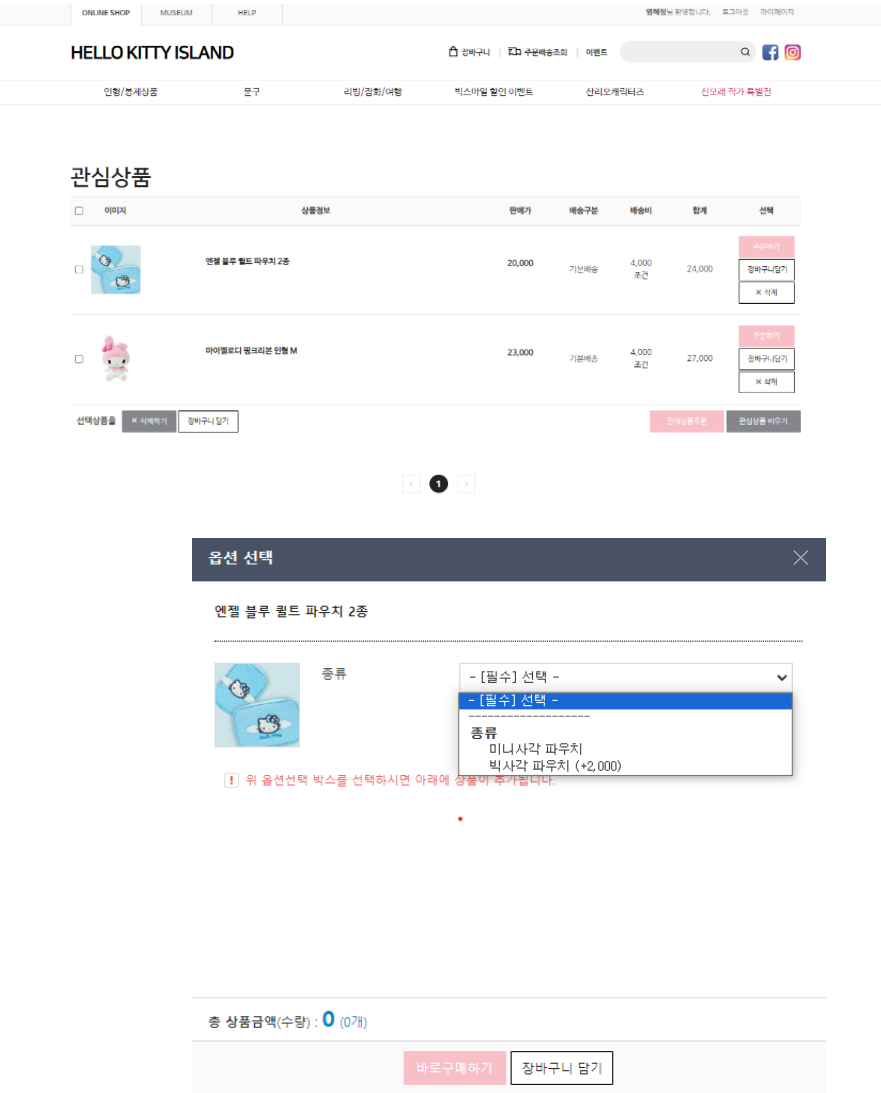 ONLINE SHOP MUSEUM HELP 명혜정님 환영합니다. 로그아웃 마이페이지
HELLO KITTY ISLAND 장바구니 주문배송조회 이벤트
인형/봉제상품 문구 리빙/잡화/여행 빅스마일 할인 이벤트 산리오캐릭터즈 신모래 작가 특별전
관심상품
이미지 상품정보 판매가 배송구분 배송비 합계 선택
주문하기
엔젤 블루 퀼트 파우치 2종 20,000 기본배송 4,000 24,000 장바구니담기
조건
× 삭제
주문하기
마이멜로디 핑크리본 인형 M 23,000 기본배송 4,000 27,000 장바구니담기
조건
× 삭제
선택상품을 × 삭제하기 장바구니 담기 전체상품주문 관심상품 비우기
< 1 >
옵션 선택
엔젤 블루 퀼트 파우치 2종
종류 - [필수] 선택 -
- [필수] 선택 -
-------------------
종류
미니사각 파우치
빅사각 파우치 (+2,000)
! 위 옵션선택 박스를 선택하시면 아래에 상품이 추가됩니다.
총 상품금액(수량) : 0 (0개)
바로구매하기 장바구니 담기